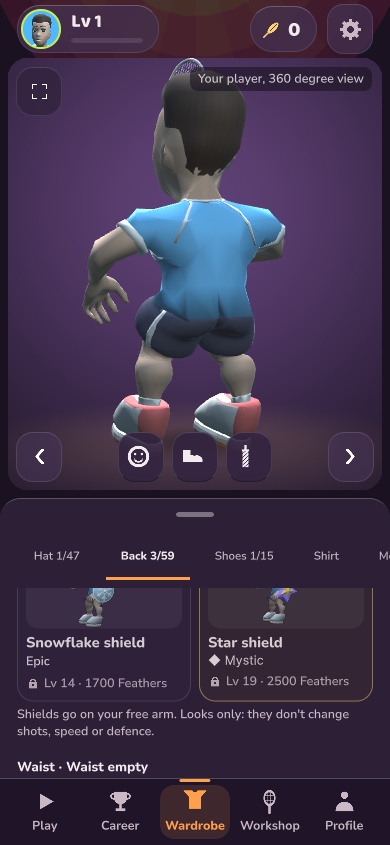 Lv 1
0
Your player, 360 degree view
Hat 1/47
Back 3/59
Shoes 1/15
Shirt
Snowflake shield
Epic
Lv 14 · 1700 Feathers
Star shield
Mystic
Lv 19 · 2500 Feathers
Shields go on your free arm. Looks only: they don't change
shots, speed or defence.
Waist · Waist empty
Play
Career
Wardrobe
Workshop
Profile